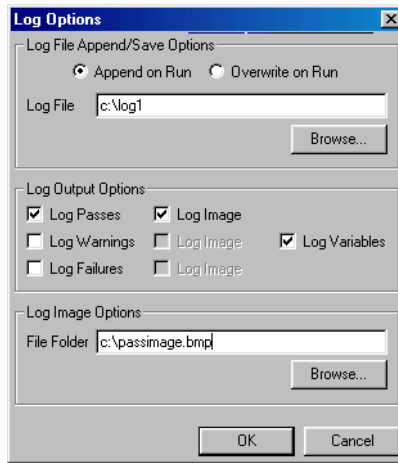 Log Options
Log File Append/Save Options
Append on Run Overwrite on Run
Log File c:\log1
Browse...
Log Output Options
Log Passes Log Image
Log Warnings Log Image Log Variables
Log Failures Log Image
Log Image Options
File Folder c:\passimage.bmp
Browse...
OK Cancel